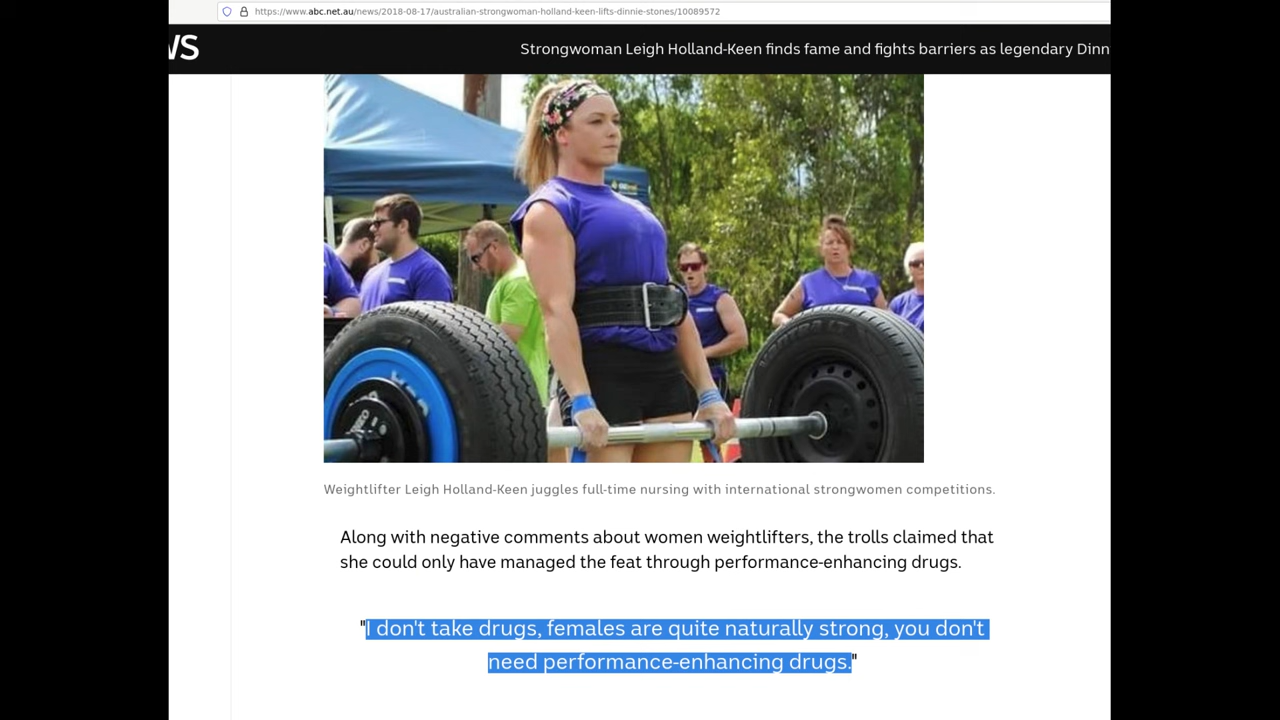 https://www.abc.net.au/news/2018-08-17/australian-strongwoman-holland-keen-lifts-dinnie-stones/10089572
WS
Strongwoman Leigh Holland-Keen finds fame and fights barriers as legendary Dinn
Weightlifter Leigh Holland-Keen juggles full-time nursing with international strongwomen competitions.
Along with negative comments about women weightlifters, the trolls claimed that
she could only have managed the feat through performance-enhancing drugs.
"I don't take drugs, females are quite naturally strong, you don't
need performance-enhancing drugs."